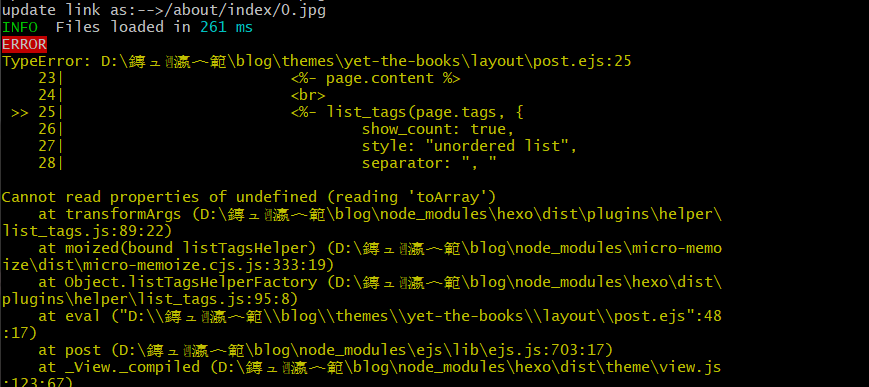 update link as:-->/about/index/O.jpg
INFO  Files loaded in 261 ms
ERROR
TypeError: D:\鏄ュ瀛︿範\blog\themes\yet-the-books\layout\post.ejs:25
    23|                            <%- page.content %>
    24|                            <br>
 >> 25|                            <%- list_tags(page.tags, {
    26|                                    show_count: true,
    27|                                    style: "unordered list",
    28|                                    separator: ", "
Cannot read properties of undefined (reading 'toArray')
    at transformArgs (D:\鏄ュ瀛︿範\blog\node_modules\hexo\dist\plugins\helper\
list_tags.js:89:22)
    at moized(bound listTagsHelper) (D:\鏄ュ瀛︿範\blog\node_modules\micro-memo
ize\dist\micro-memoize.cjs.js:333:19)
    at Object.listTagsHelperFactory (D:\鏄ュ瀛︿範\blog\node_modules\hexo\dist\
plugins\helper\list_tags.js:95:8)
    at eval ("D:\\鏄ュ瀛︿範\\blog\\themes\\yet-the-books\\layout\\post.ejs":48
:17)
    at post (D:\鏄ュ瀛︿範\blog\node_modules\ejs\lib\ejs.js:703:17)
    at _View._compiled (D:\鏄ュ瀛︿範\blog\node_modules\hexo\dist\theme\view.js
:123:67)